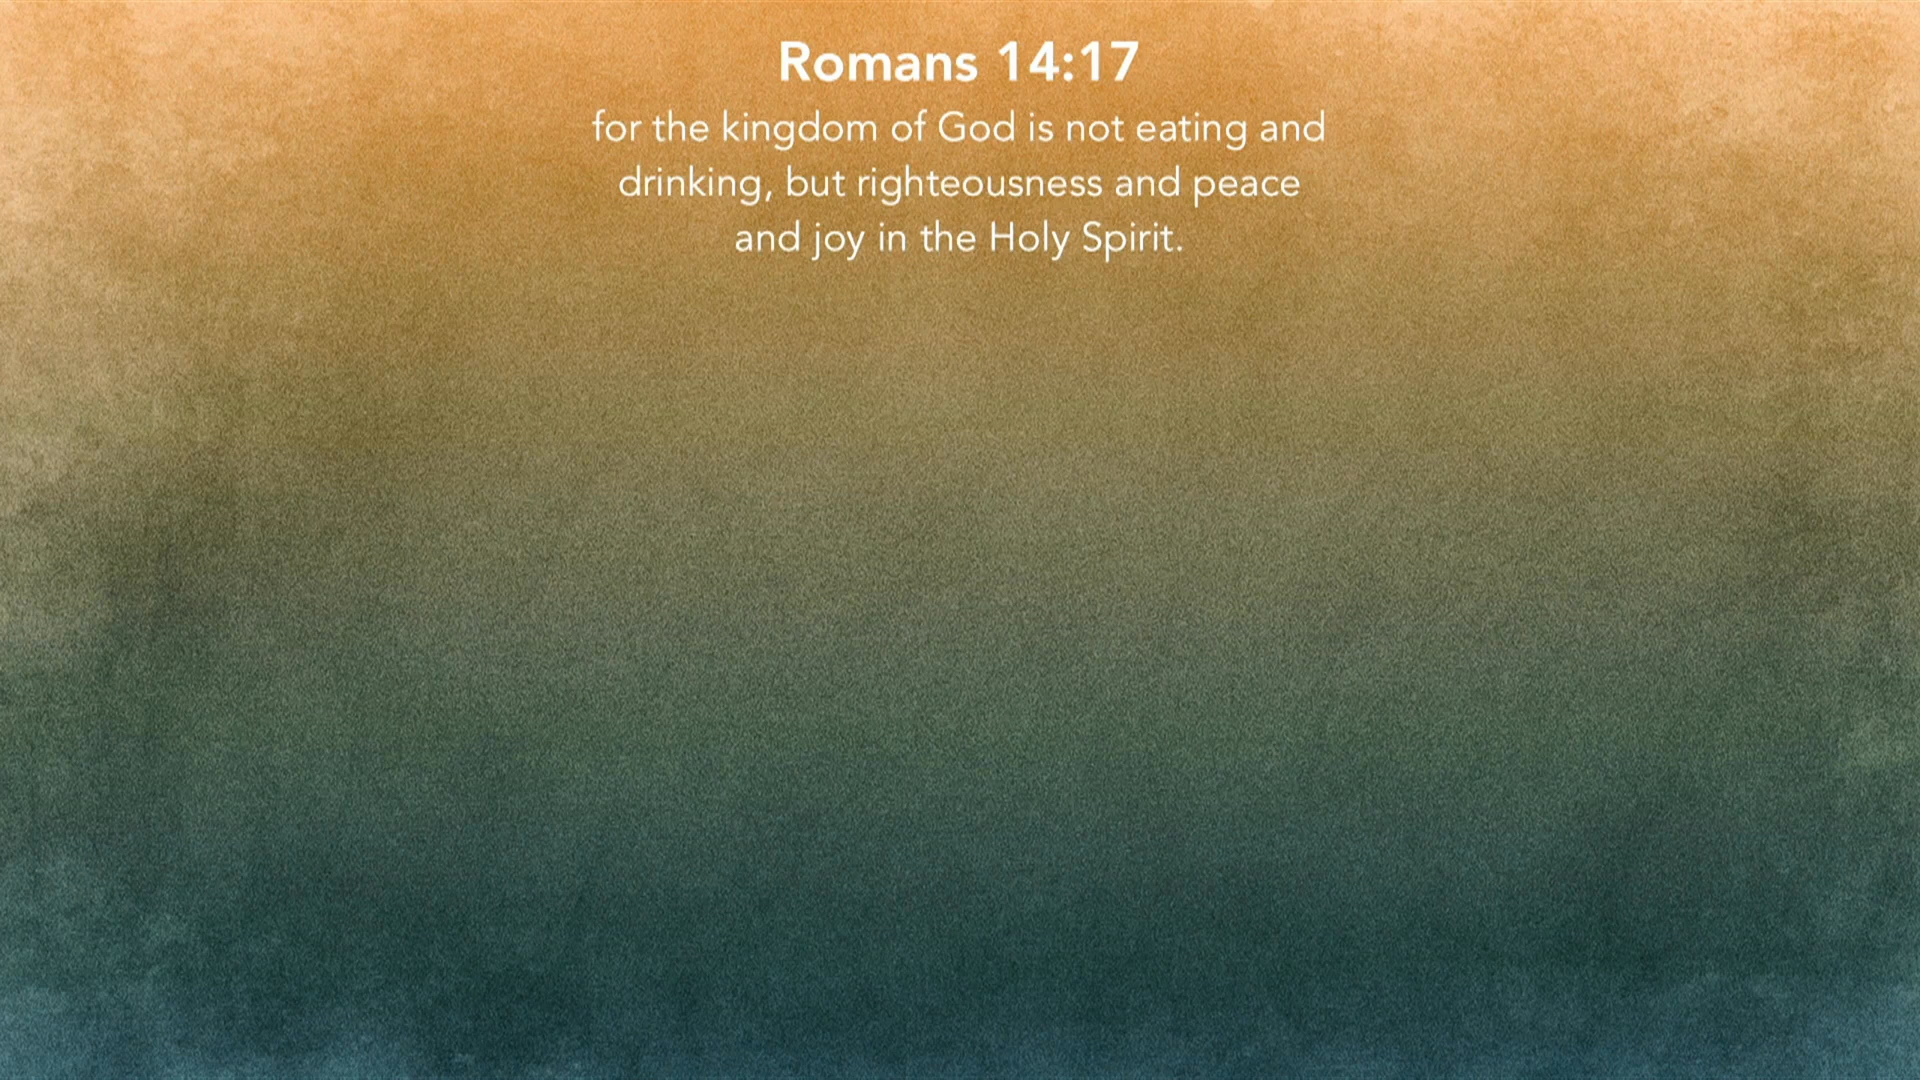 Romans 14:17
for the kingdom of God is not eating and
drinking, but righteousness and peace
and joy in the Holy Spirit.